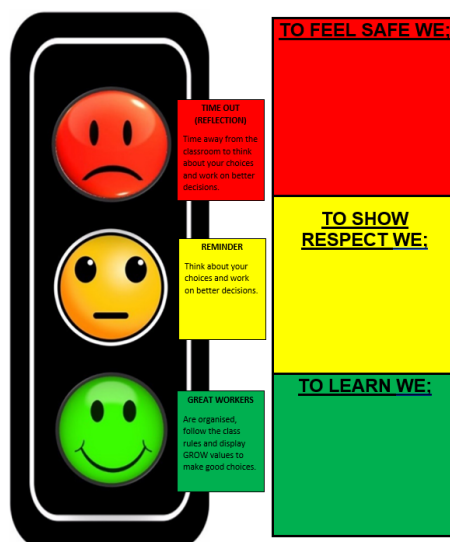 TO FEEL SAFE WE:
TIME OUT
(REFLECTION)
Time away from the
classroom to think
about your choices
and work on better
decisions.
TO SHOW
RESPECT WE:
REMINDER
Think about your
choices and work
on better decisions.
TO LEARN WE:
GREAT WORKERS
Are organised,
follow the class
rules and display
GROW values to
make good choices.